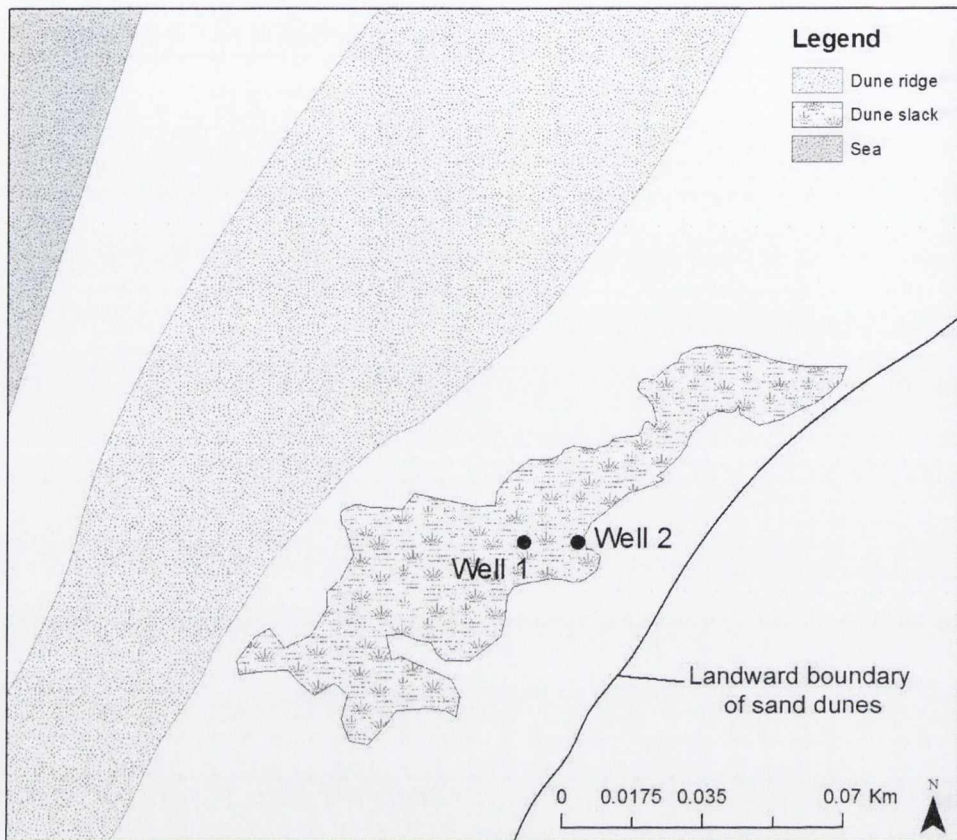 Legend
Dune ridge
Dune slack
Sea
Well 1
Well 2
Landward boundary
of sand dunes
0 0.0175 0.035 0.07 Km
N